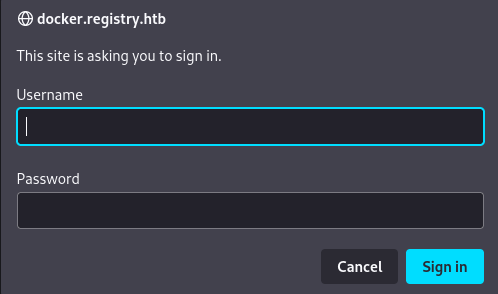 docker.registry.htb
This site is asking you to sign in.
Username
Password
Cancel
Sign in